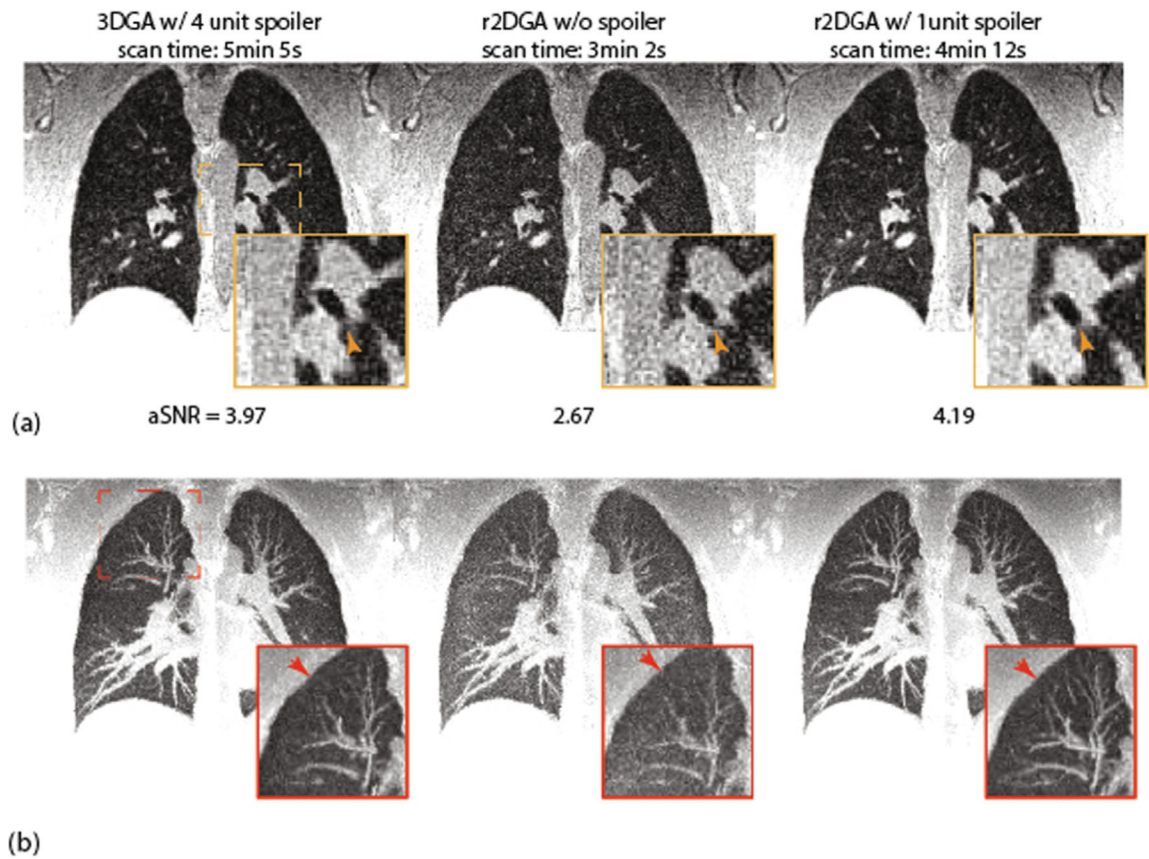 3DGA w/ 4 unit spoiler
scan time: 5min 5s
r2DGA w/o spoiler
scan time: 3min 2s
r2DGA w/ 1unit spoiler
scan time: 4min 12s
(a)
aSNR = 3.97
2.67
4.19
(b)